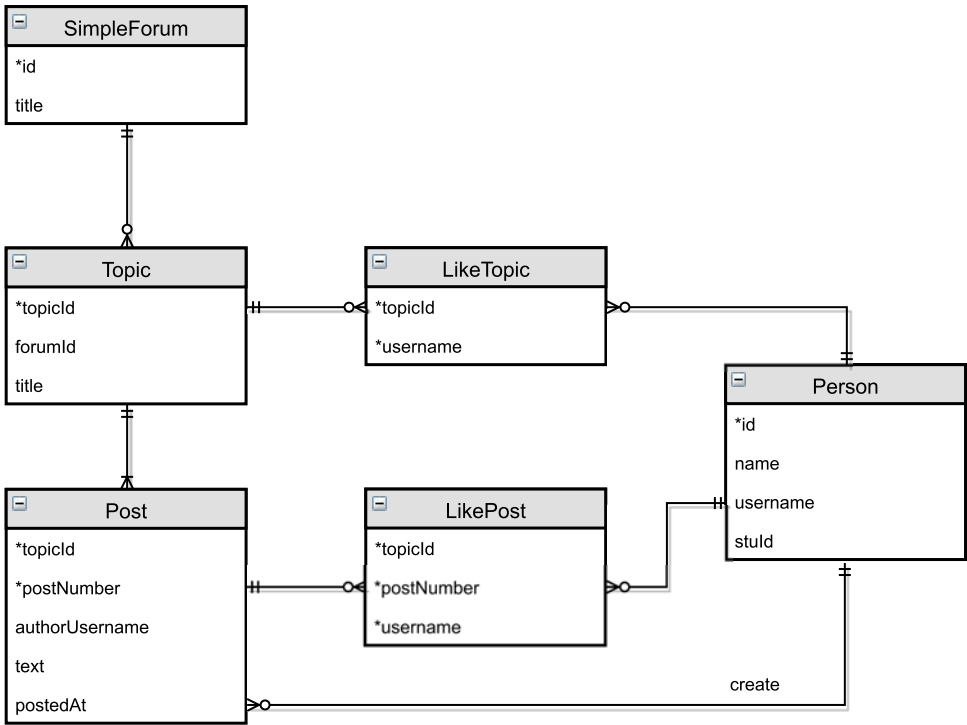 SimpleForum
*id
title
Topic
*topicId
forumId
title
LikeTopic
*topicId
*username
Person
*id
name
username
stuId
Post
*topicId
*postNumber
authorUsername
text
postedAt
LikePost
*topicId
*postNumber
*username
create